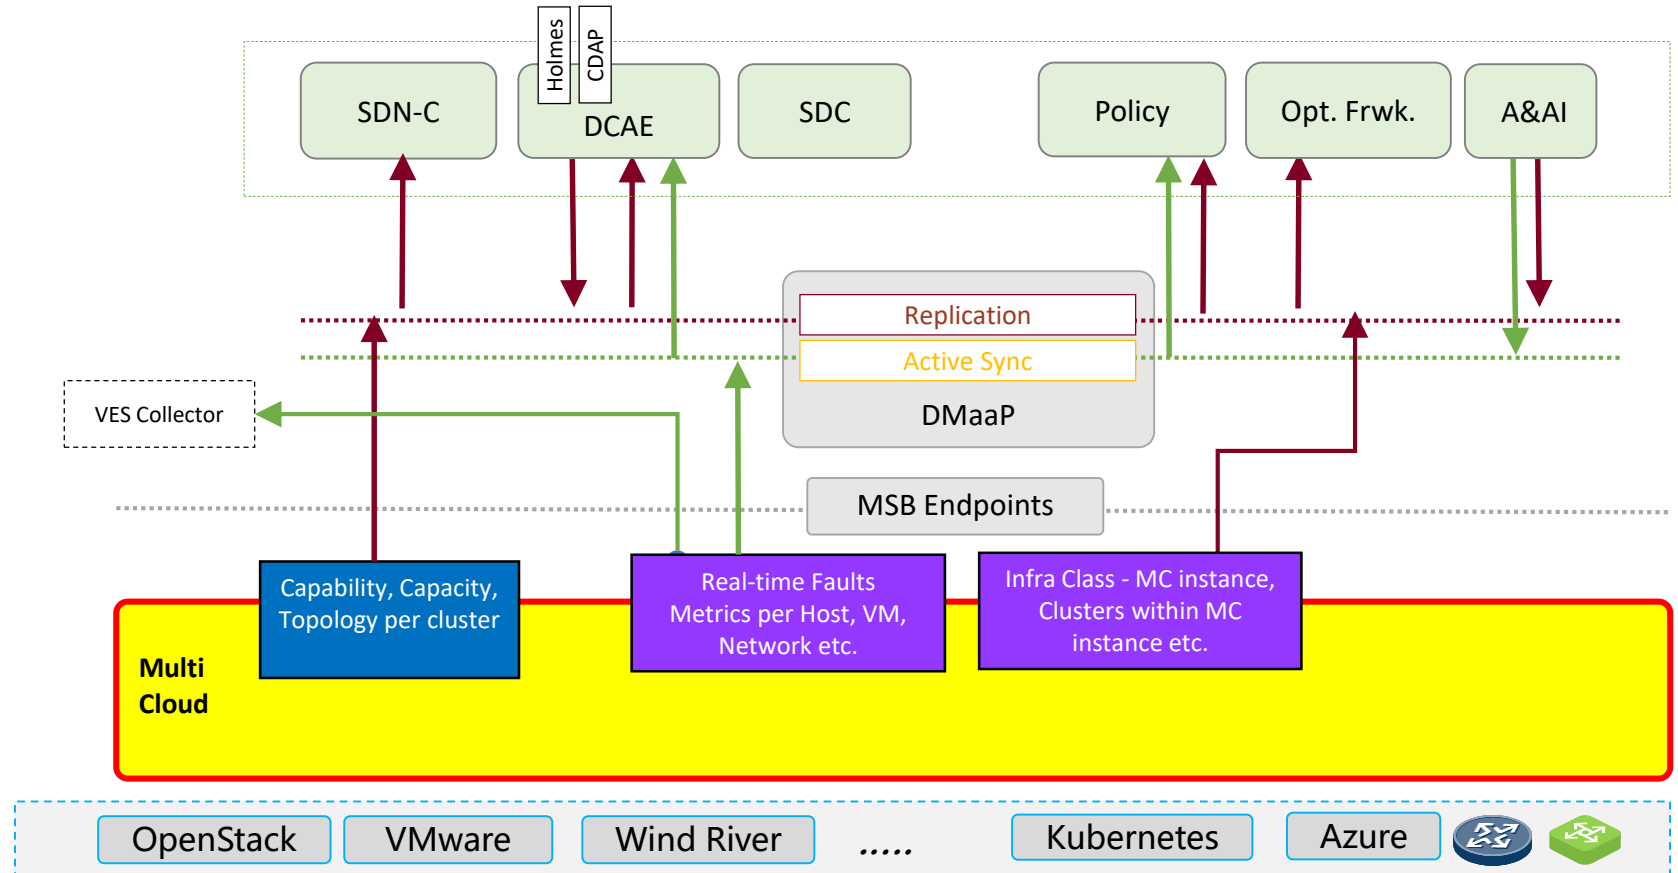 Holmes
CDAP
SDN-C
DCAE
SDC
Policy
Opt. Frwk.
A&AI
Replication
Active Sync
DMaaP
VES Collector
MSB Endpoints
Capability, Capacity,
Topology per cluster
Real-time Faults
Metrics per Host, VM,
Network etc.
Infra Class - MC instance,
Clusters within MC
instance etc.
Multi
Cloud
OpenStack
VMware
Wind River
.....
Kubernetes
Azure